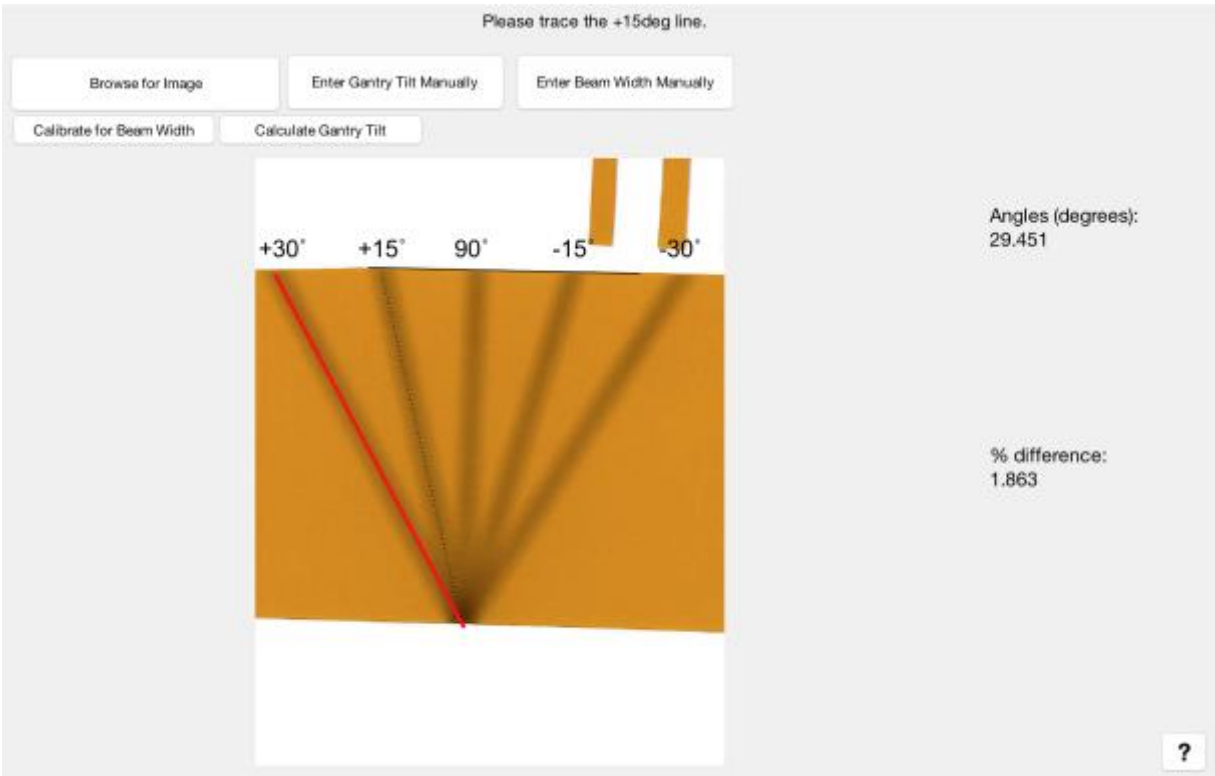 Please trace the +15deg line.
Browse for Image
Enter Gantry Tilt Manually
Enter Beam Width Manually
Calibrate for Beam Width
Calculate Gantry Tilt
+30° +15° 90° -15° -30°
Angles (degrees):
29.451
% difference:
1.863
?